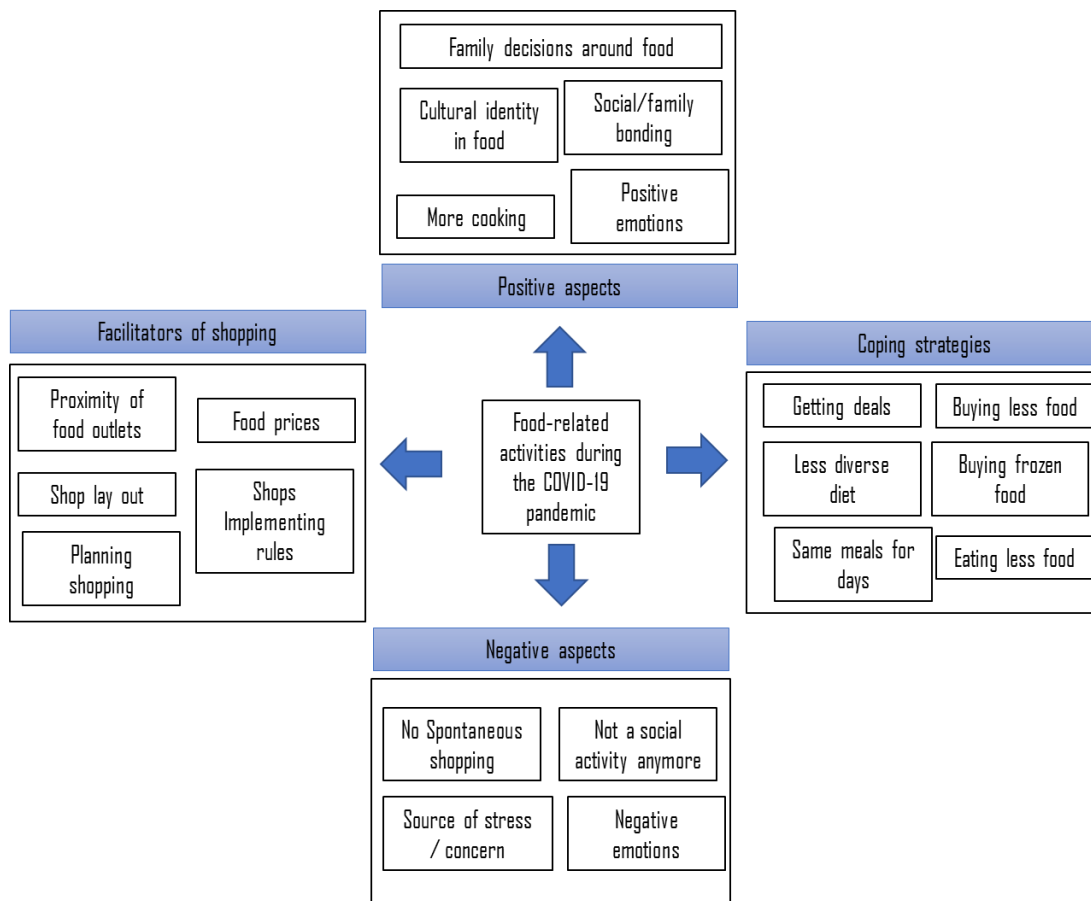 Family decisions around food
Cultural identity
in food
Social/family
bonding
More cooking
Positive
emotions
Positive aspects
Facilitators of shopping
Proximity of
food outlets
Food prices
Shop lay out
Shops
Implementing
rules
Planning
shopping
Food-related
activities during
the COVID-19
pandemic
Coping strategies
Getting deals
Buying less food
Less diverse
diet
Buying frozen
food
Same meals for
days
Eating less food
Negative aspects
No Spontaneous
shopping
Not a social
activity anymore
Source of stress
/ concern
Negative
emotions